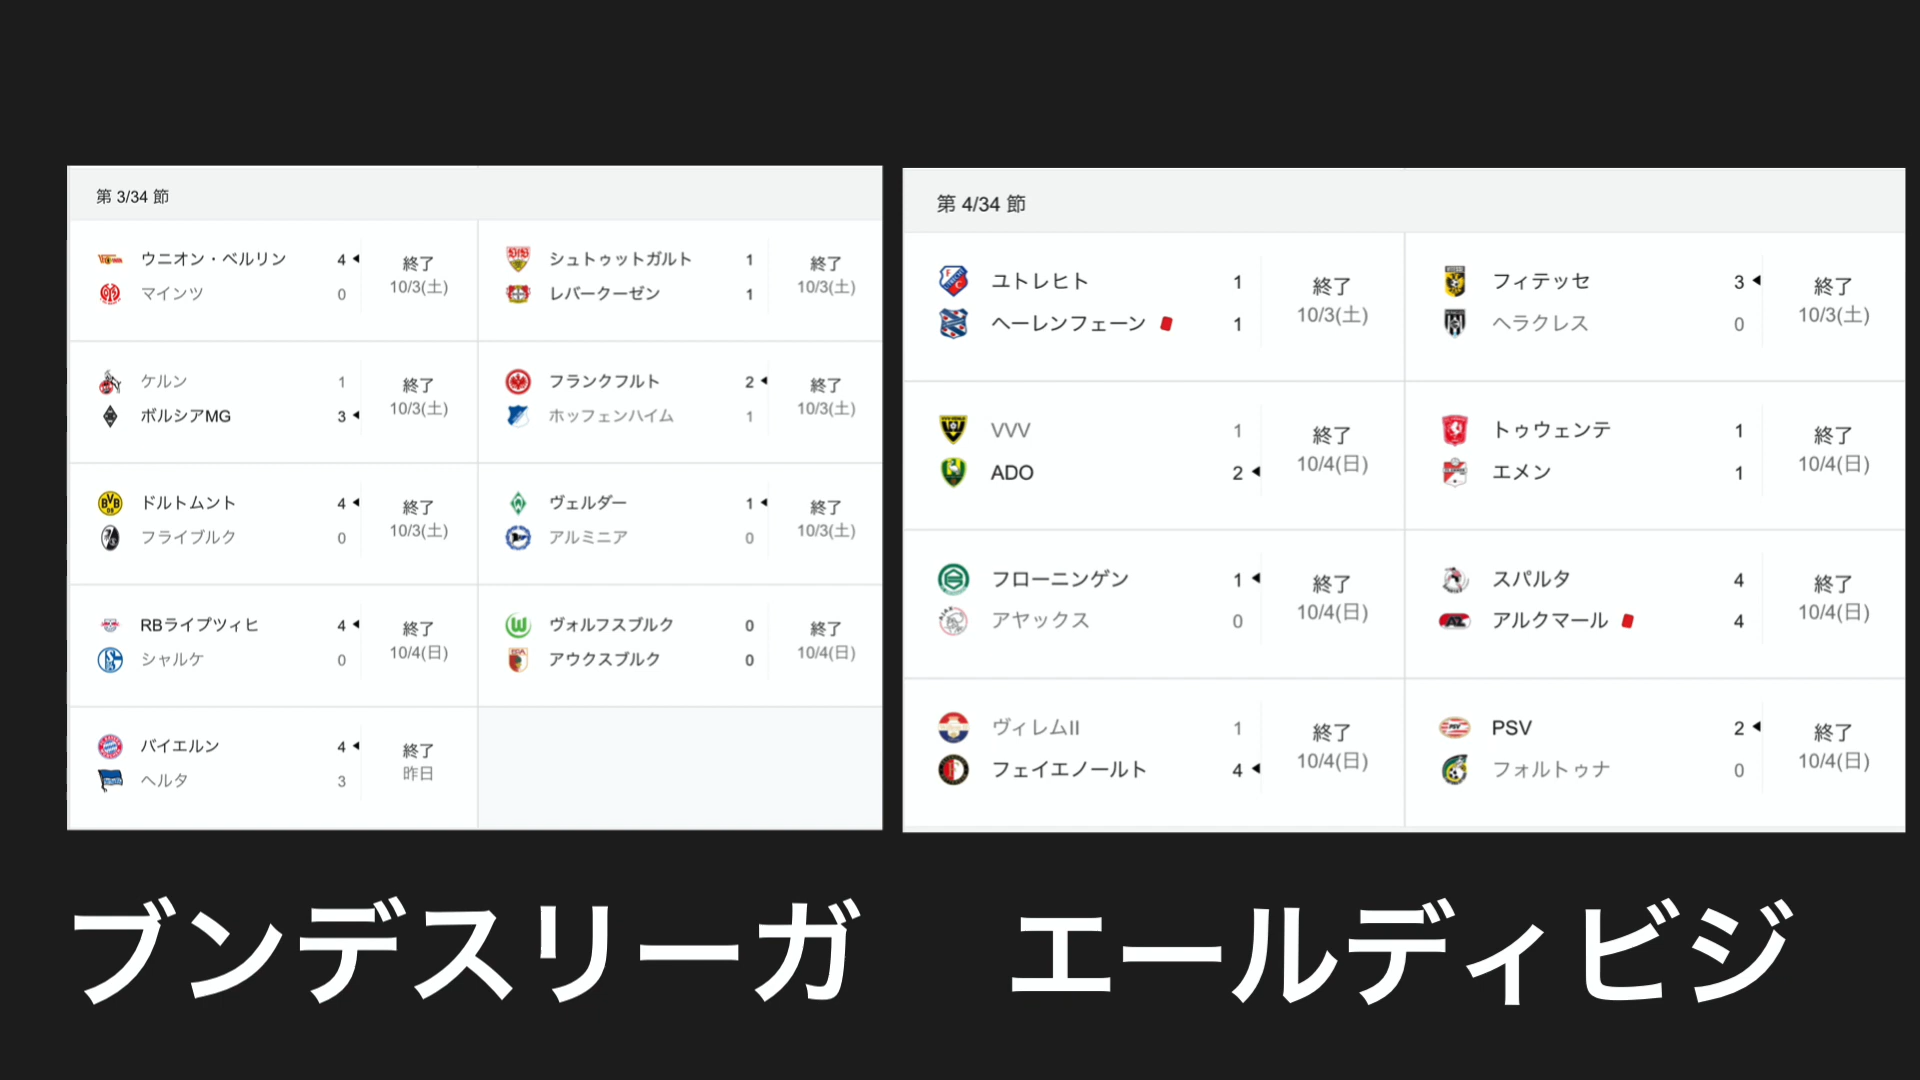 第 3/34 節
ウニオン・ベルリン 4
マインツ 0
終了
10/3(土)
シュトゥットガルト 1
レバークーゼン 1
終了
10/3(土)
ケルン 1
ボルシアMG 3
終了
10/3(土)
フランクフルト 2
ホッフェンハイム 1
終了
10/3(土)
ドルトムント 4
フライブルク 0
終了
10/3(土)
ヴェルダー 1
アルミニア 0
終了
10/3(土)
RBライプツィヒ 4
シャルケ 0
終了
10/4(日)
ヴォルフスブルク 0
アウクスブルク 0
終了
10/4(日)
バイエルン 4
ヘルタ 3
終了
昨日
第 4/34 節
ユトレヒト 1
ヘーレンフェーン 1
終了
10/3(土)
フィテッセ 3
ヘラクレス 0
終了
10/3(土)
VVV 1
ADO 2
終了
10/4(日)
トゥウェンテ 1
エメン 1
終了
10/4(日)
フローニンゲン 1
アヤックス 0
終了
10/4(日)
スパルタ 4
アルクマール 4
終了
10/4(日)
ヴィレムII 1
フェイエノールト 4
終了
10/4(日)
PSV 2
フォルトゥナ 0
終了
10/4(日)
ブンデスリーガ
エールディビジ